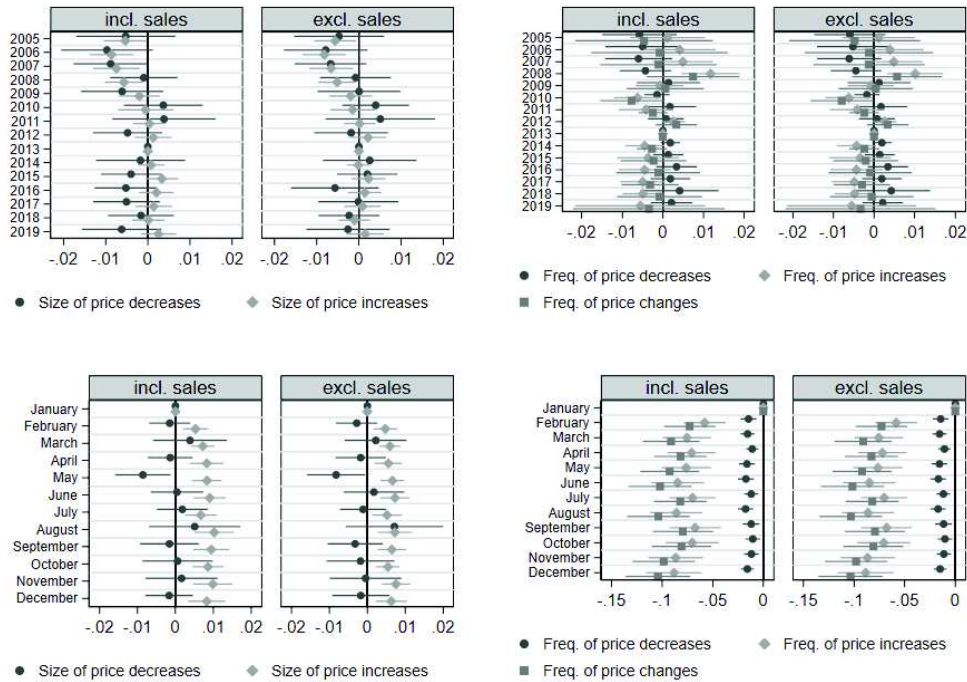 incl. sales
excl. sales
2005
2006
2007
2008
2009
2010
2011
2012
2013
2014
2015
2016
2017
2018
2019
-.02 -.01 0 .01 .02
-.02 -.01 0 .01 .02
Size of price decreases
Size of price increases
incl. sales
excl. sales
2005
2006
2007
2008
2009
2010
2011
2012
2013
2014
2015
2016
2017
2018
2019
-.02 -.01 0 .01 .02
-.02 -.01 0 .01 .02
Freq. of price decreases
Freq. of price increases
Freq. of price changes
incl. sales
excl. sales
January
February
March
April
May
June
July
August
September
October
November
December
-.02 -.01 0 .01 .02
-.02 -.01 0 .01 .02
Size of price decreases
Size of price increases
incl. sales
excl. sales
January
February
March
April
May
June
July
August
September
October
November
December
-.15 -.1 -.05 0
-.15 -.1 -.05 0
Freq. of price decreases
Freq. of price increases
Freq. of price changes